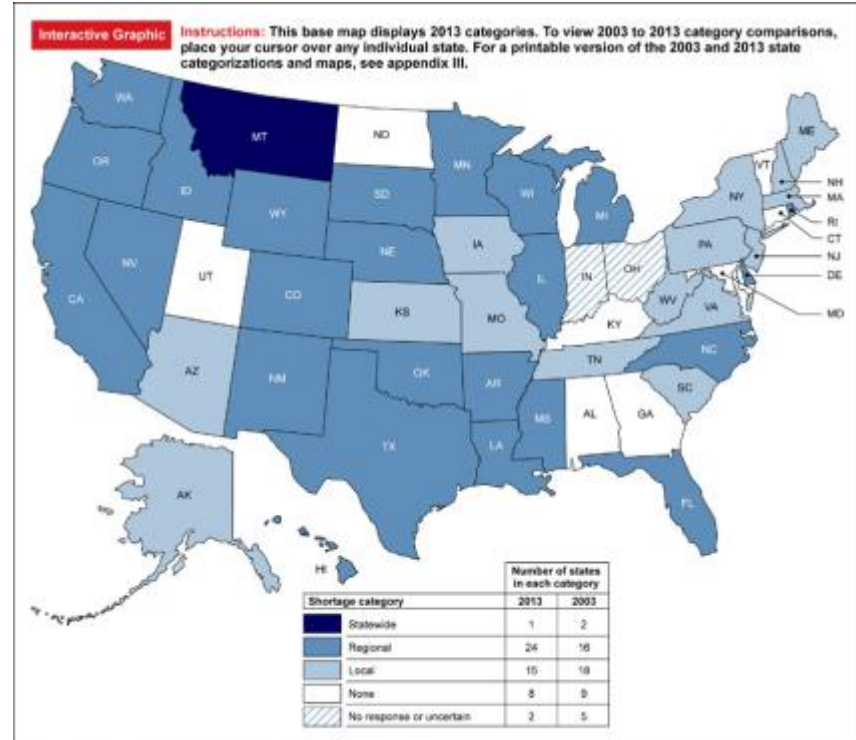 Interactive Graphic
Instructions: This base map displays 2013 categories. To view 2003 to 2013 category comparisons,
place your cursor over any individual state. For a printable version of the 2003 and 2013 state
categorizations and maps, see appendix III.
WA
MT
ND
MN
ME
VT
OR
ID
SD
WI
MI
NY
NH
MA
RI
CT
NJ
DE
MD
WY
IA
PA
NE
NV
IL
IN
OH
UT
CO
WV
VA
CA
KS
MO
KY
NC
TN
AZ
OK
NM
AR
SC
MS
AL
GA
TX
LA
AK
FL
HI
Number of states
in each category
Shortage category 2013 2003
Statewide 1 2
Regional 24 16
Local 15 18
None 8 9
No response or uncertain 2 5